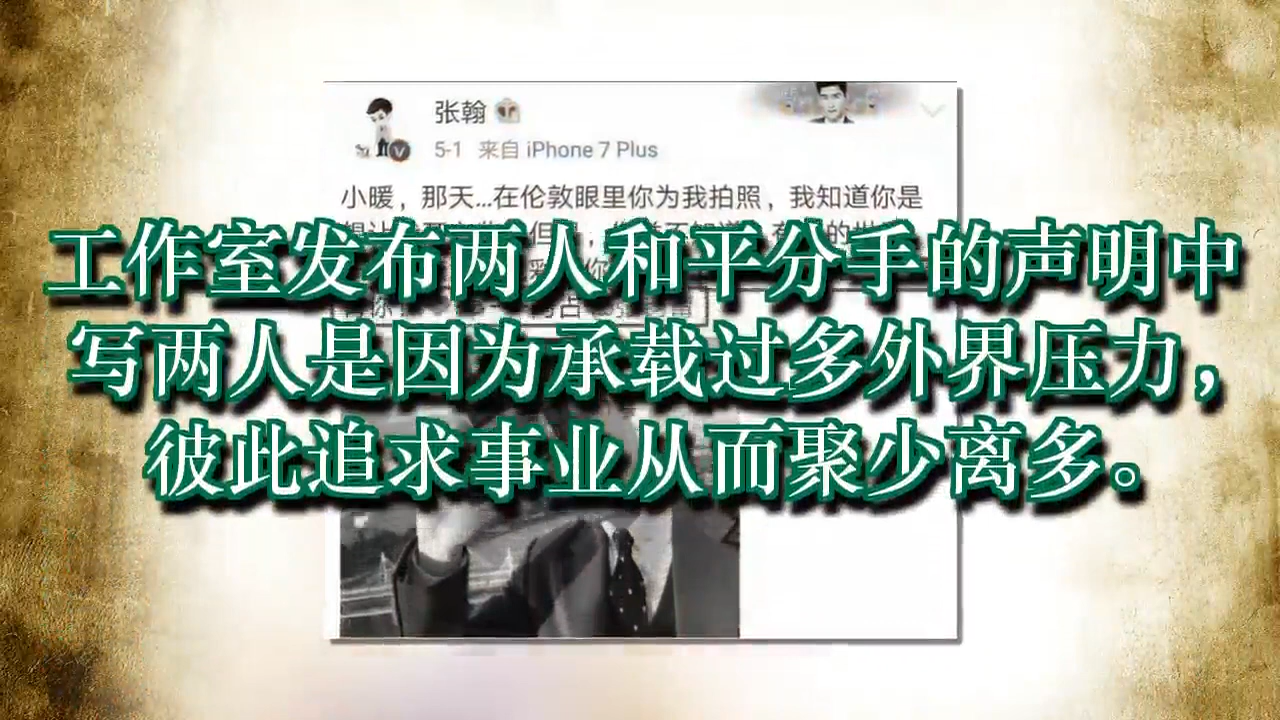 张翰
5-1 来自 iPhone 7 Plus
小暖，那天...在伦敦眼里你为我拍照，我知道你是
工作室发布两人和平分手的声明中
写两人是因为承载过多外界压力，
彼此追求事业从而聚少离多。